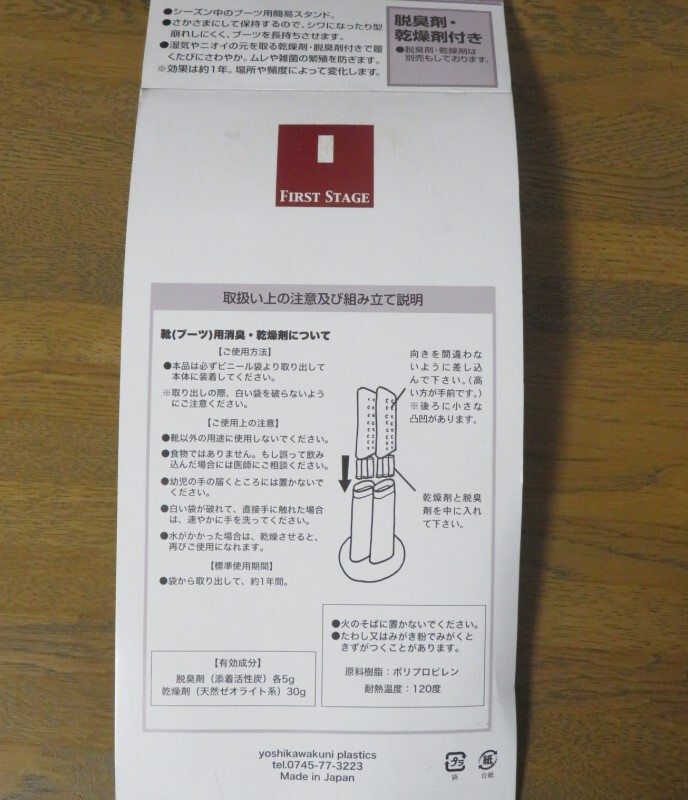 ●シーズン中のブーツ用簡易スタンド。
●さかさまにして保持するので、シワになったり型
崩れしにくく、ブーツを長持ちさせます。
●湿気やニオイの元を取る乾燥剤・脱臭剤付きで履
くたびにさわやか。ムレや雑菌の繁殖を防ぎます。
※効果は約1年。場所や頻度によって変化します。
脱臭剤・
乾燥剤付き
●脱臭剤・乾燥剤は
別売もしております。
FIRST STAGE
取扱い上の注意及び組み立て説明
靴(ブーツ)用消臭・乾燥剤について
【ご使用方法】
●本品は必ずビニール袋より取り出して
本体に装着してください。
※取り出しの際、白い袋を破らないよう
にご注意ください。
【ご使用上の注意】
●靴以外の用途に使用しないでください。
●食物ではありません。もし誤って飲み
込んだ場合には医師にご相談ください。
●幼児の手の届くところには置かないで
ください。
●白い袋が破れて、直接手に触れた場合
は、速やかに手を洗ってください。
●水がかかった場合は、乾燥させると、
再びご使用になれます。
【標準使用期間】
●袋から取り出して、約1年間。
向きを間違わな
いように差し込
んで下さい。(高
い方が手前です。)
※後ろに小さな
凸凹があります。
乾燥剤と脱臭
剤を中に入れ
て下さい。
【有効成分】
脱臭剤（添着活性炭）各5g
乾燥剤（天然ゼオライト系）30g
●火のそばに置かないでください。
●たわし又はみがき粉でみがくと
きずがつくことがあります。
原料樹脂：ポリプロピレン
耐熱温度：120度
yoshikawakuni plastics
tel.0745-77-3223
Made in Japan
プラ
袋
紙
台紙